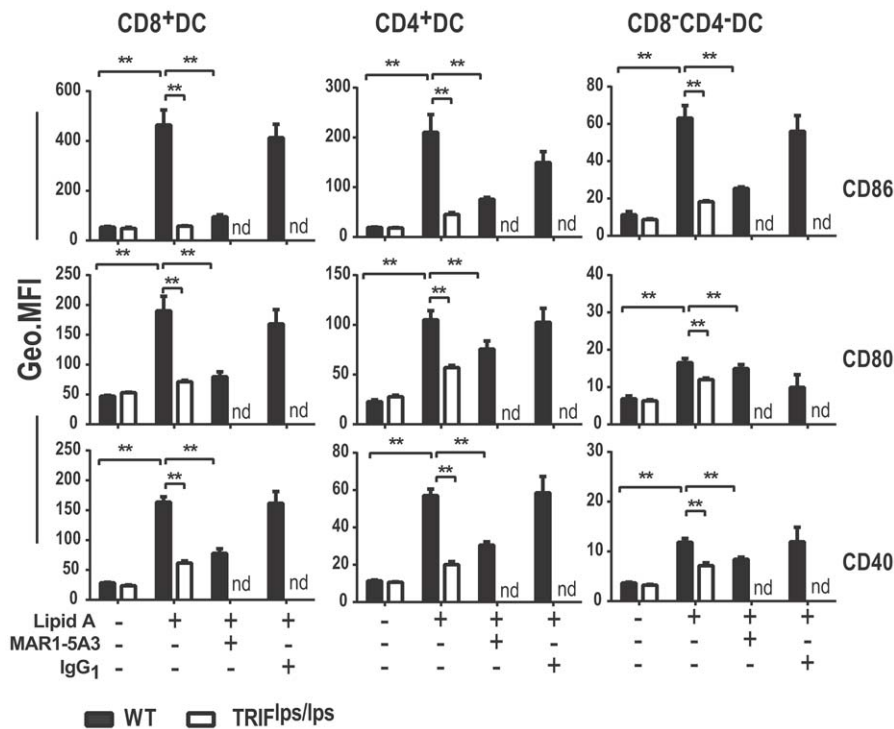 CD8+DC CD4+DC CD8-CD4-DC
** ** ** ** ** **
** ** **
600 400 200 0 nd nd
300 200 100 0 nd nd
80 60 40 20 0 nd nd
CD86
** ** ** ** ** **
** ** **
250 200 150 100 50 0 nd nd
150 100 50 0 nd nd
40 30 20 10 0 nd nd
CD80
** ** ** ** ** **
** ** **
250 200 150 100 50 0 nd nd
80 60 40 20 0 nd nd
30 20 10 0 nd nd
CD40
Geo.MFI
Lipid A - + + + - + + + - + + +
MAR1-5A3 - - + - - - + - - - + -
IgG1 - - - + - - - + - - - +
WT TRIFlps/lps